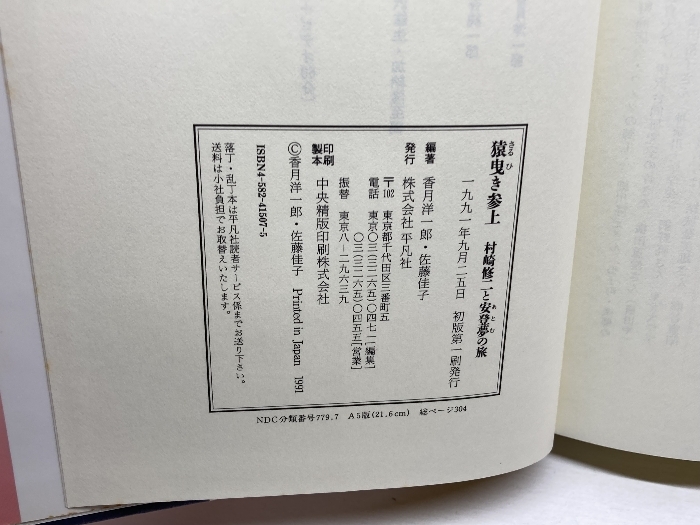 猿曳き参上　村崎修二と安登夢の旅
さるひ
あとむ
一九九一年九月二五日　初版第一刷発行
編著　香月洋一郎・佐藤佳子
発行　株式会社平凡社
〒102　東京都千代田区三番町五
電話　東京〇三(三二六五)〇四七一[編集]
〇三(三二六五)〇四五五[営業]
振替　東京八-二九六三九
印刷
製本　中央精版印刷株式会社
©香月洋一郎・佐藤佳子　Printed in Japan　1991
ISBN4-582-41507-5
落丁・乱丁本は平凡社読者サービス係までお送り下さい。
送料は小社負担でお取替えいたします。
NDC分類番号779.7　A5版(21.6cm)　総ページ304